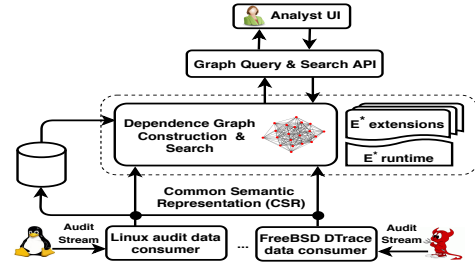 Analyst UI
Graph Query & Search API
Dependence Graph
Construction &
Search
E* extensions
E* runtime
Common Semantic
Representation (CSR)
Audit
Stream
Linux audit data
consumer
...
FreeBSD DTrace
data consumer
Audit
Stream